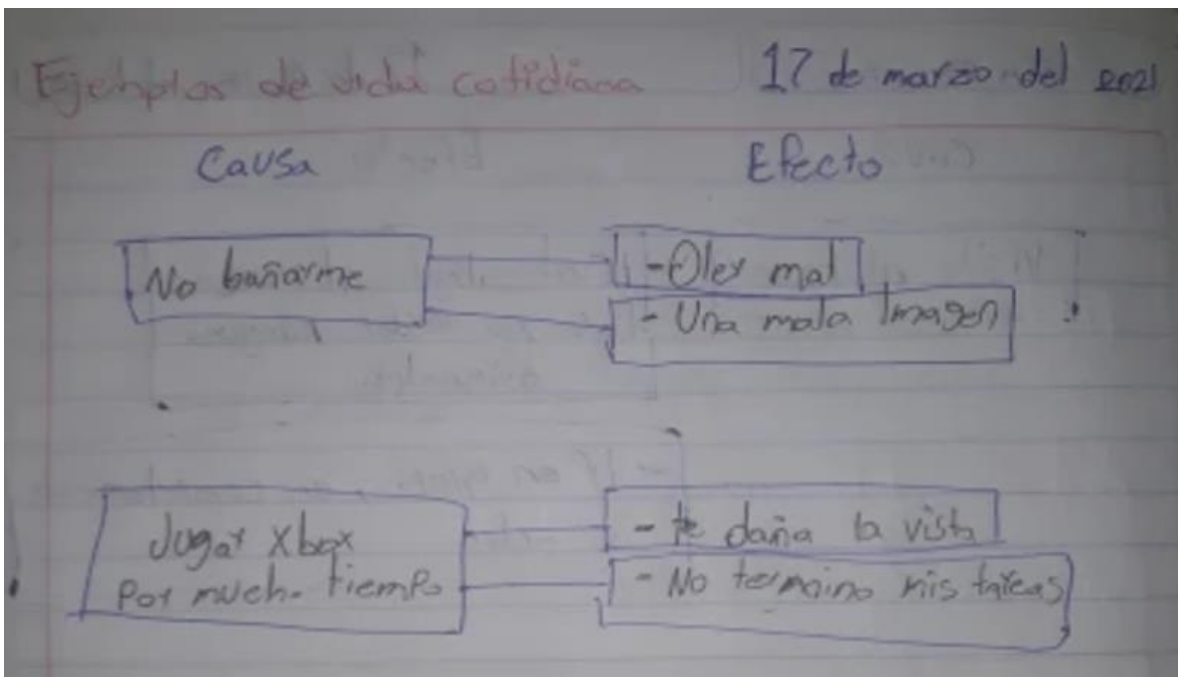 Ejemplos de vida cotidiana 17 de marzo del 2021
Causa Efecto
No bañarme
- Oler mal
- Una mala Imagen
Jugar Xbox
Por much. tiempo
- te daña la vista
- No termino mis tareas